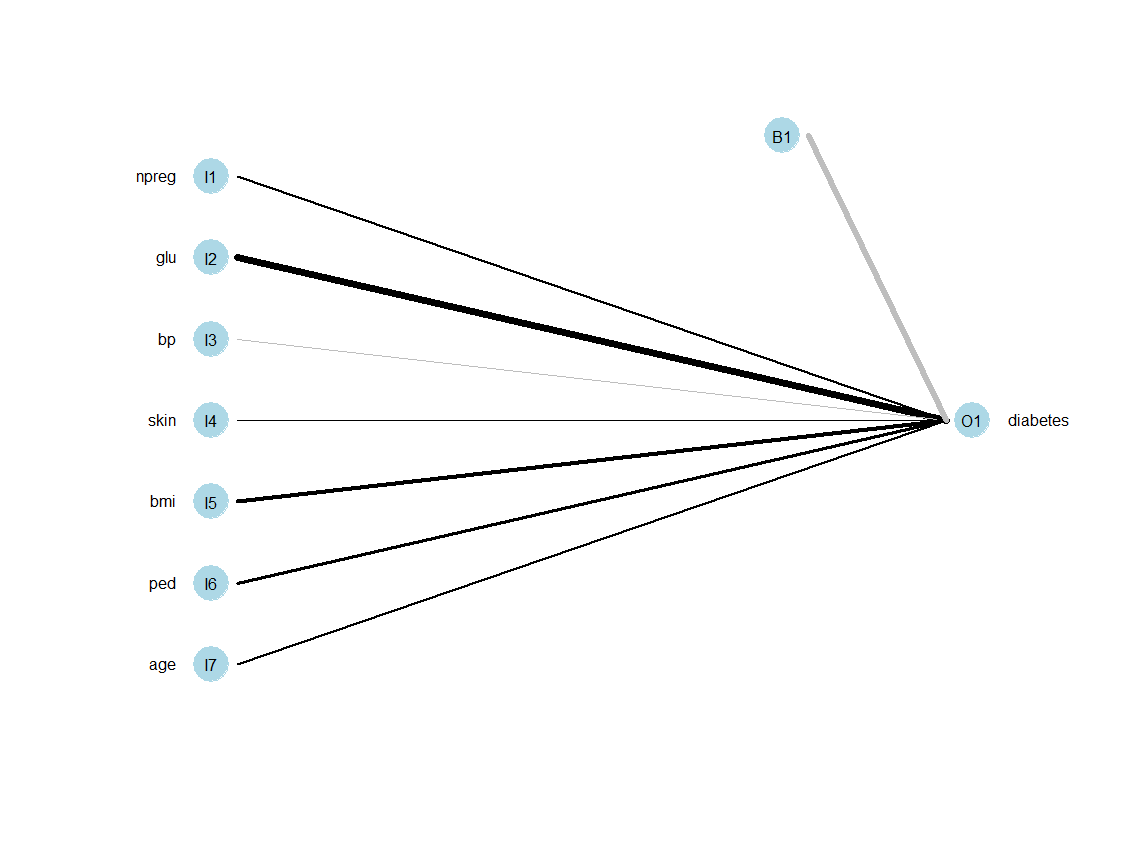 B1
npreg I1
glu I2
bp I3
skin I4
O1 diabetes
bmi I5
ped I6
age I7